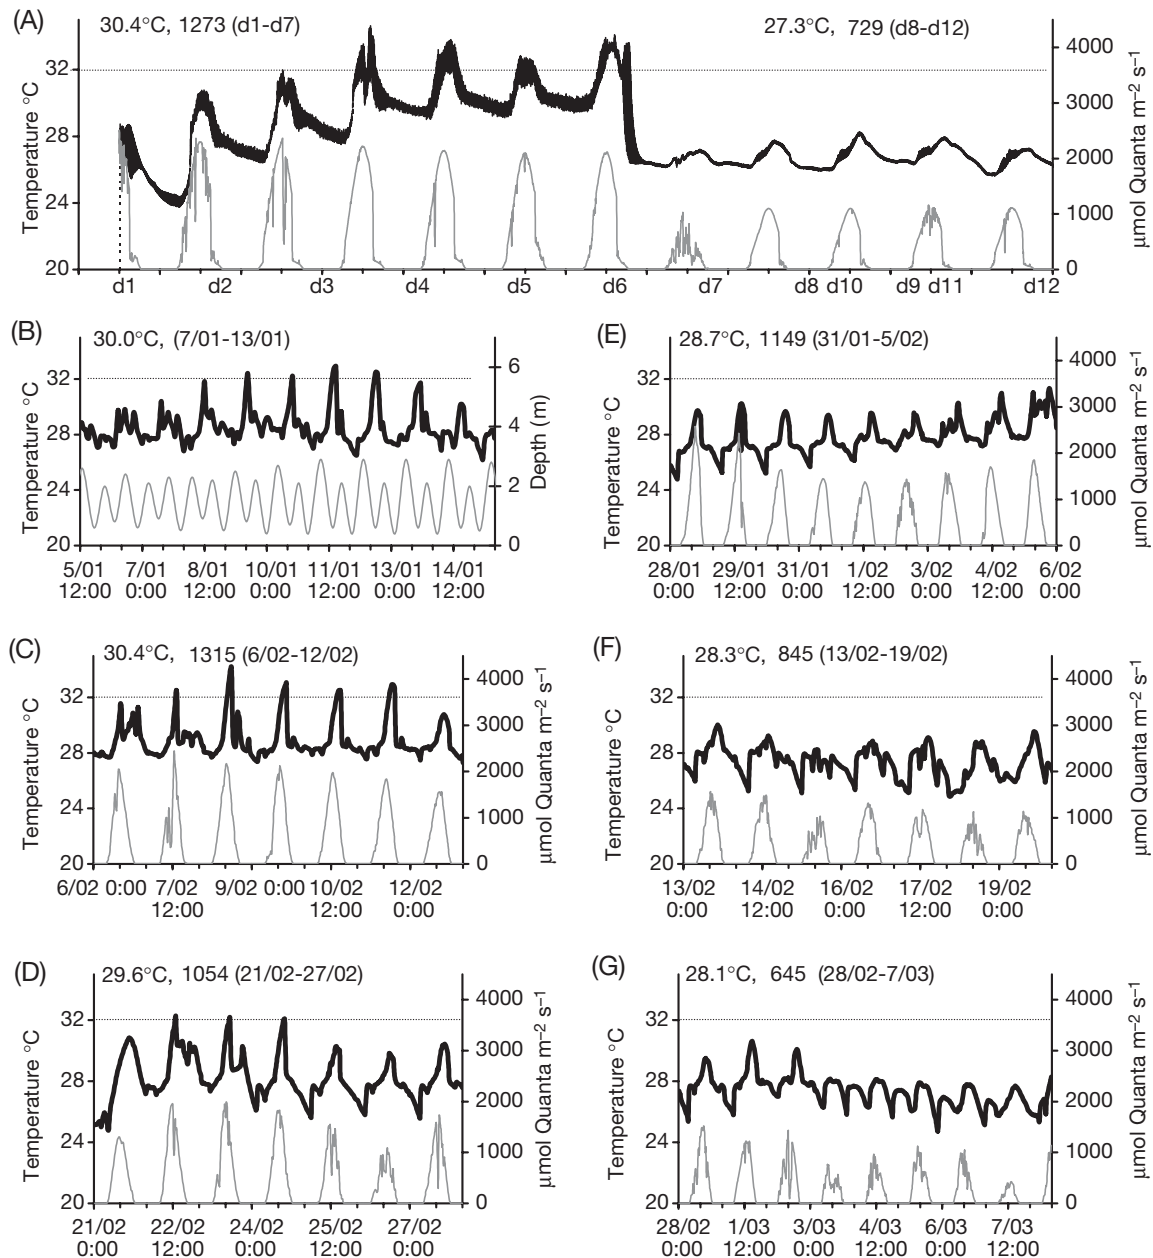 (A)
30.4°C, 1273 (d1-d7)
27.3°C, 729 (d8-d12)
Temperature °C
32
28
24
20
4000
3000
2000
1000
0
µmol Quanta m–2 s–1
d1 d2 d3 d4 d5 d6 d7 d8 d10 d9 d11 d12
(B)
30.0°C, (7/01-13/01)
Temperature °C
32
28
24
20
6
4
2
0
Depth (m)
5/01 7/01 8/01 10/01 11/01 13/01 14/01
12:00 0:00 12:00 0:00 12:00 0:00 12:00
(E)
28.7°C, 1149 (31/01-5/02)
Temperature °C
32
28
24
20
4000
3000
2000
1000
0
µmol Quanta m–2 s–1
28/01 29/01 31/01 1/02 3/02 4/02 6/02
0:00 12:00 0:00 12:00 0:00 12:00 0:00
(C)
30.4°C, 1315 (6/02-12/02)
Temperature °C
32
28
24
20
4000
3000
2000
1000
0
µmol Quanta m–2 s–1
6/02 0:00 7/02 9/02 0:00 10/02 12/02
12:00 12:00 0:00
(F)
28.3°C, 845 (13/02-19/02)
Temperature °C
32
28
24
20
4000
3000
2000
1000
0
µmol Quanta m–2 s–1
13/02 14/02 16/02 17/02 19/02
0:00 12:00 0:00 12:00 0:00
(D)
29.6°C, 1054 (21/02-27/02)
Temperature °C
32
28
24
20
4000
3000
2000
1000
0
µmol Quanta m–2 s–1
21/02 22/02 24/02 25/02 27/02
0:00 12:00 0:00 12:00 0:00
(G)
28.1°C, 645 (28/02-7/03)
Temperature °C
32
28
24
20
4000
3000
2000
1000
0
µmol Quanta m–2 s–1
28/02 1/03 3/03 4/03 6/03 7/03
0:00 12:00 0:00 12:00 0:00 12:00